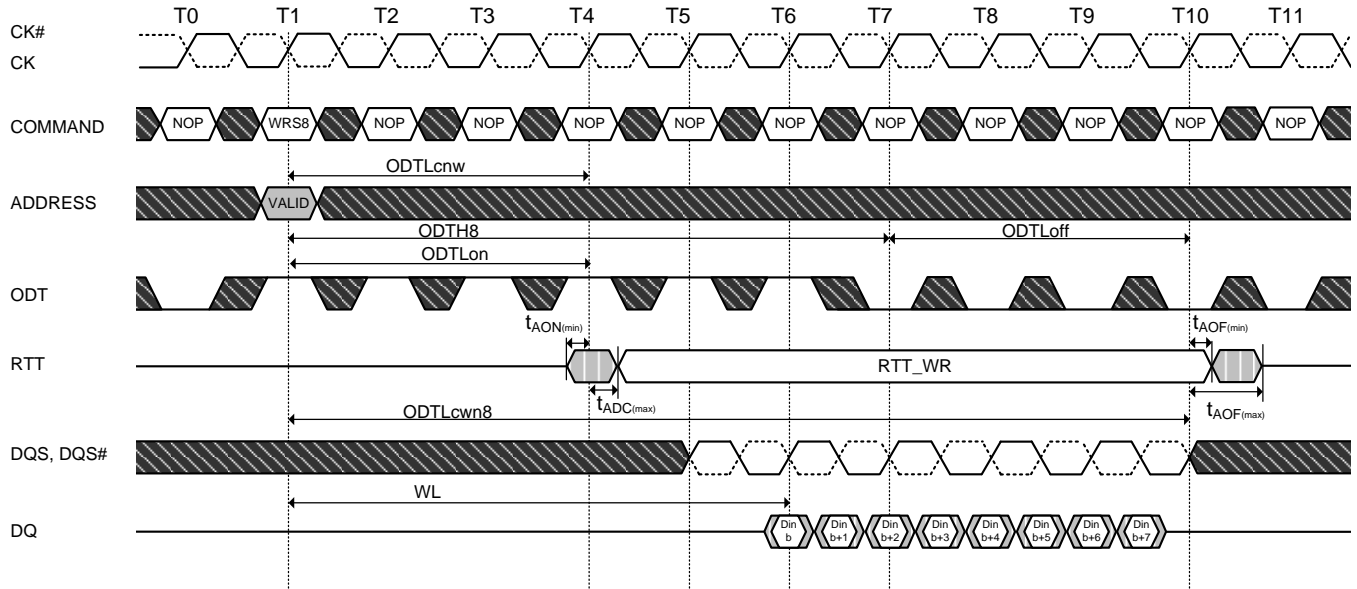 T0 T1 T2 T3 T4 T5 T6 T7 T8 T9 T10 T11
CK#
CK
COMMAND NOP WRS8 NOP NOP NOP NOP NOP NOP NOP NOP NOP NOP
ODTLcnw
ADDRESS VALID
ODTH8 ODTLoff
ODTLon
ODT
tAON(min) tAOF(min)
RTT RTT_WR
tADC(max) tAOF(max)
ODTLcwn8
DQS, DQS#
WL
DQ Din b Din b+1 Din b+2 Din b+3 Din b+4 Din b+5 Din b+6 Din b+7